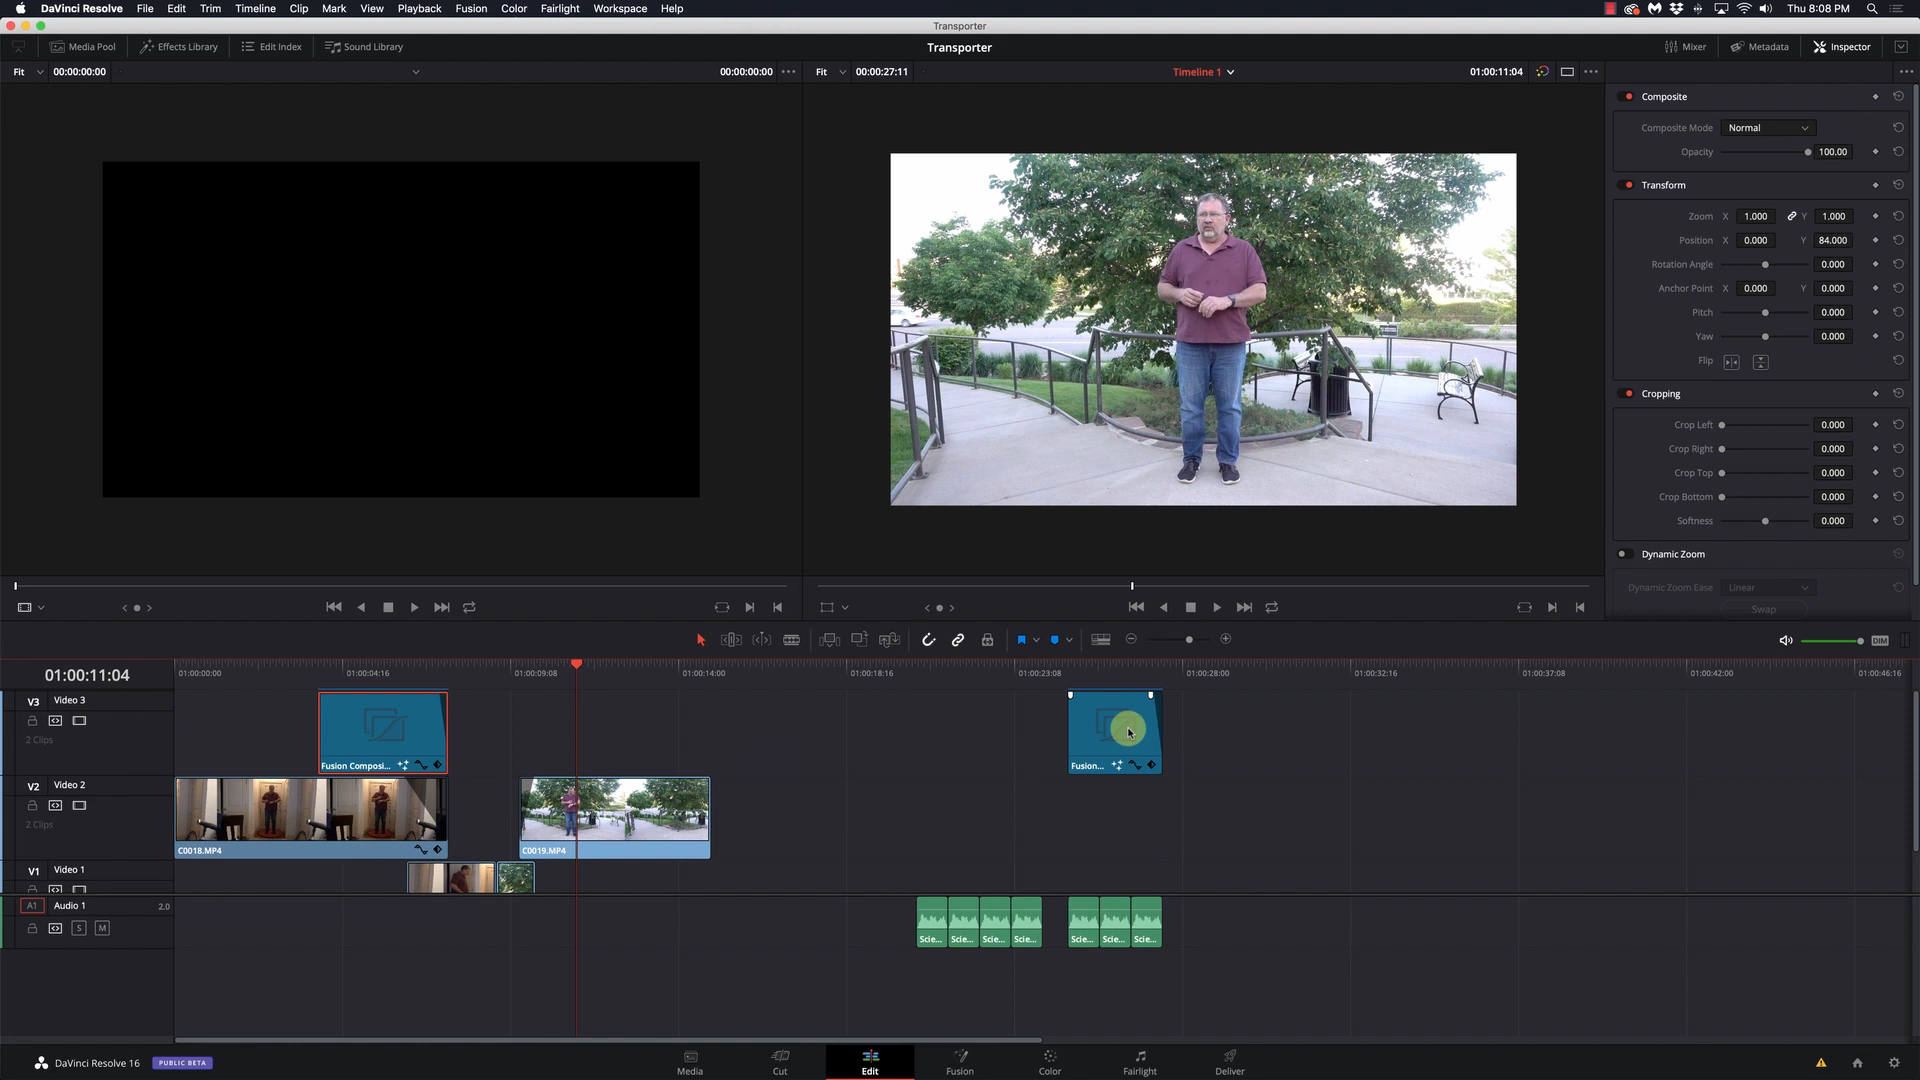 DaVinci Resolve File Edit Trim Timeline Clip Mark View Playback Fusion Color Fairlight Workspace Help Thu 8:08 PM
Transporter
Media Pool Effects Library Edit Index Sound Library Transporter Mixer Metadata Inspector
Fit 00:00:00:00 00:00:00:00 Fit 00:00:27:11 Timeline 1 01:00:11:04
Composite
Composite Mode Normal
Opacity 100.00
Transform
Zoom X 1.000 Y 1.000
Position X 0.000 Y 84.000
Rotation Angle 0.000
Anchor Point X 0.000 Y 0.000
Pitch 0.000
Yaw 0.000
Flip
Cropping
Crop Left 0.000
Crop Right 0.000
Crop Top 0.000
Crop Bottom 0.000
Softness 0.000
Dynamic Zoom
Dynamic Zoom Ease Linear
Swap
DIM
01:00:11:04 01:00:00:00 01:00:04:16 01:00:09:08 01:00:14:00 01:00:18:16 01:00:23:08 01:00:28:00 01:00:32:16 01:00:37:08 01:00:42:00 01:00:46:16
V3 Video 3
2 Clips
Fusion Composi... Fusion...
V2 Video 2
2 Clips
C0018.MP4 C0019.MP4
V1 Video 1
A1 Audio 1 2.0
S M
Scie... Scie... Scie... Scie... Scie... Scie... Scie...
DaVinci Resolve 16 PUBLIC BETA
Media Cut Edit Fusion Color Fairlight Deliver